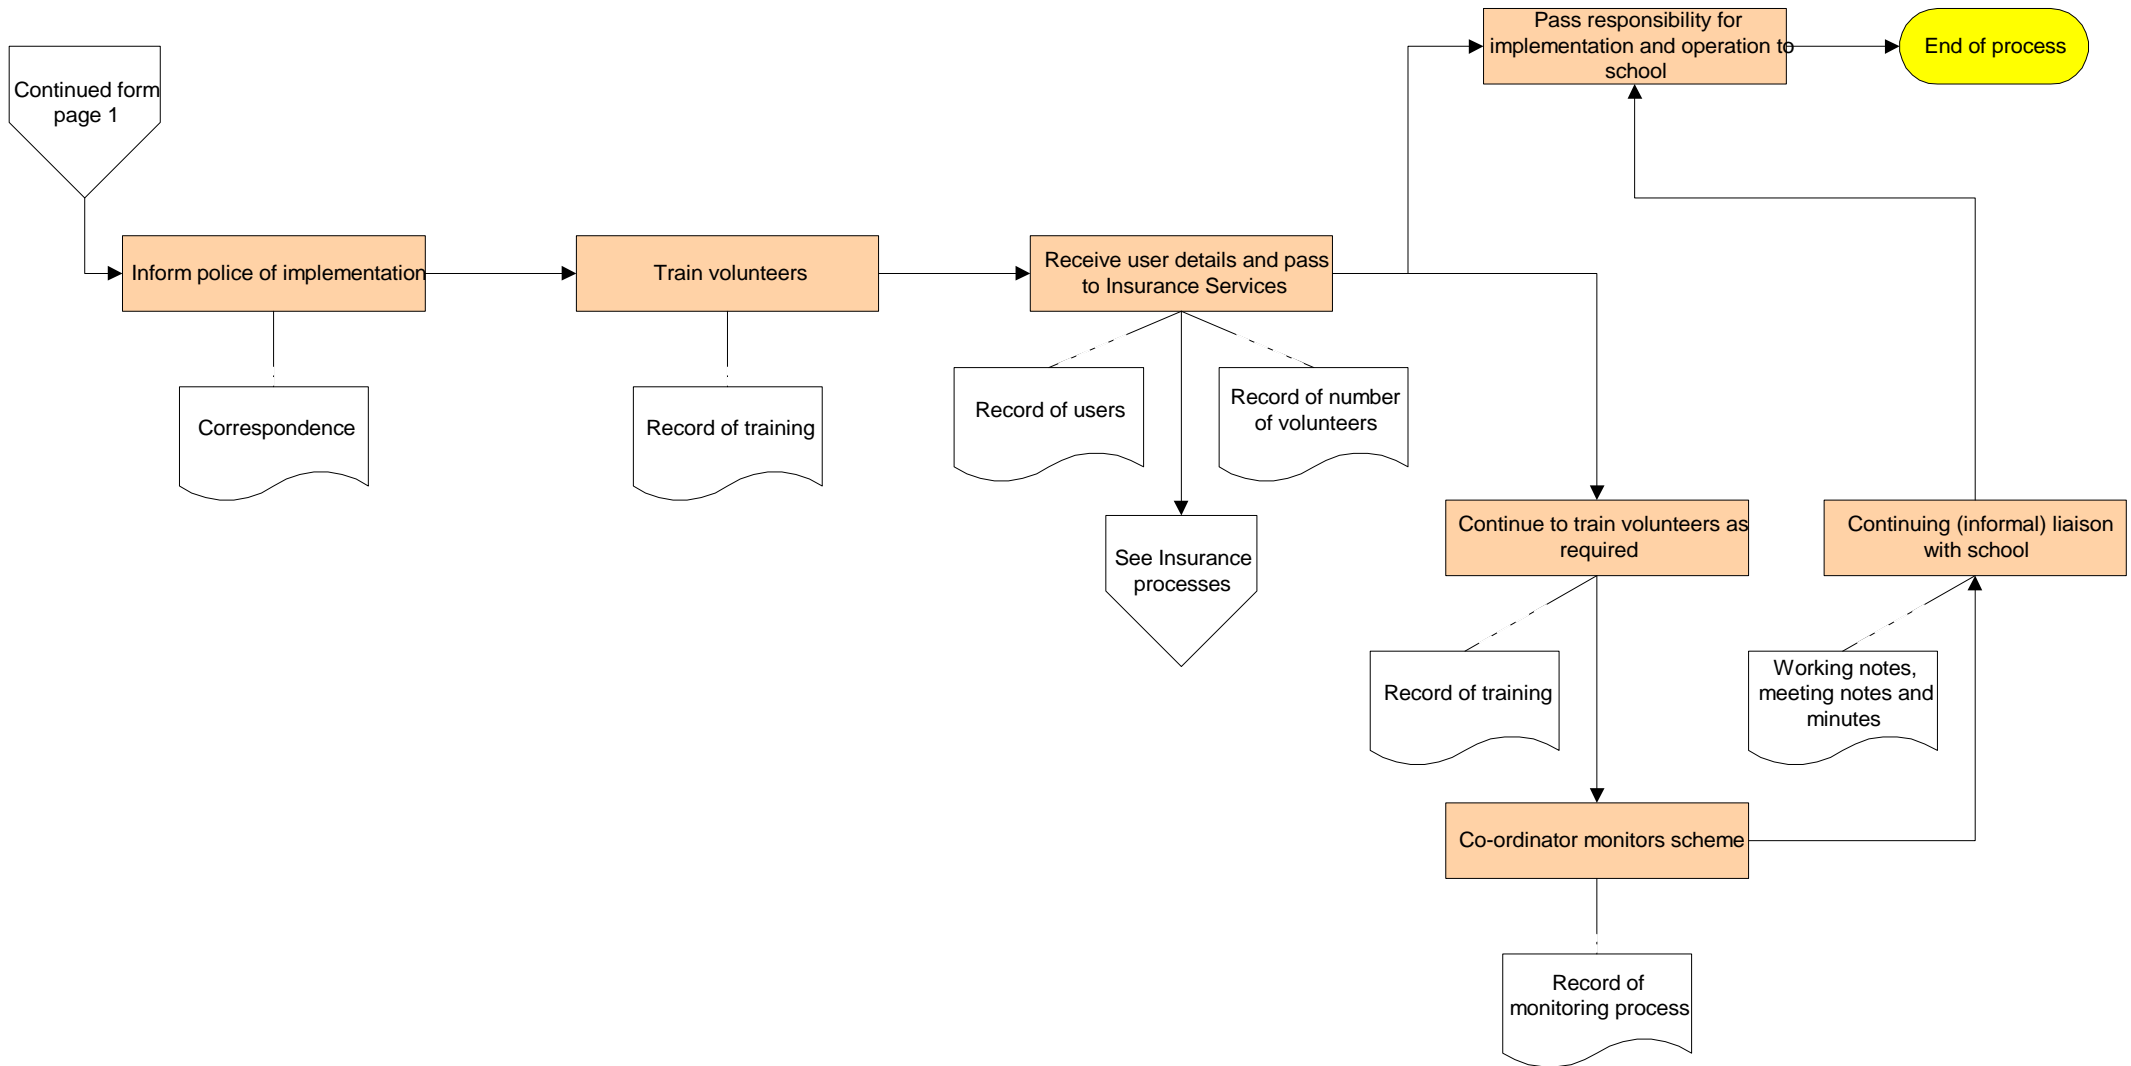 Pass responsibility for
implementation and operation to
school
End of process
Continued form
page 1
Inform police of implementation
Train volunteers
Receive user details and pass
to Insurance Services
Correspondence
Record of training
Record of users
Record of number
of volunteers
See Insurance
processes
Continue to train volunteers as
required
Continuing (informal) liaison
with school
Record of training
Working notes,
meeting notes and
minutes
Co-ordinator monitors scheme
Record of
monitoring process